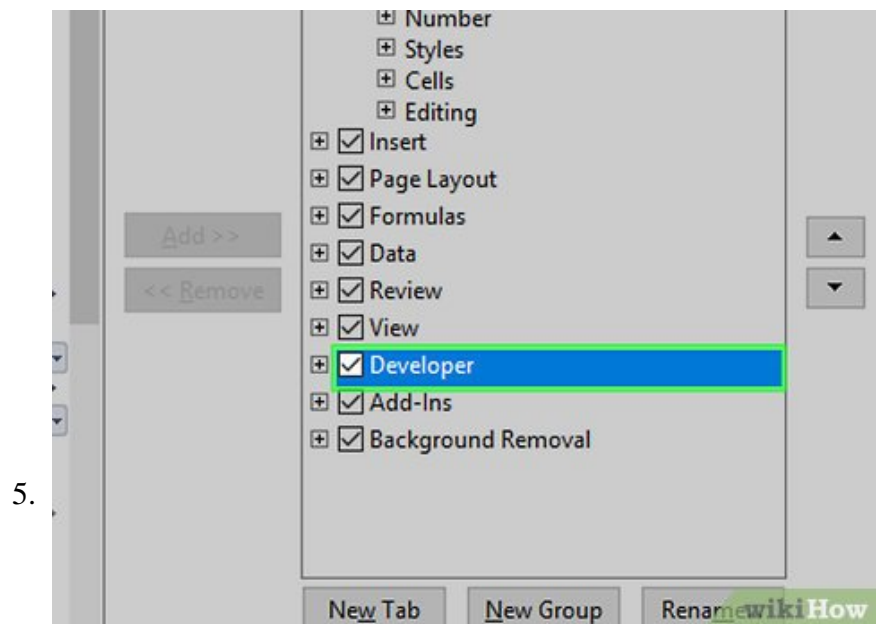 Number
Styles
Cells
Editing
Insert
Page Layout
Formulas
Add >>
Data
<< Remove
Review
View
Developer
Add-Ins
Background Removal
5.
New Tab
New Group
wikiHow